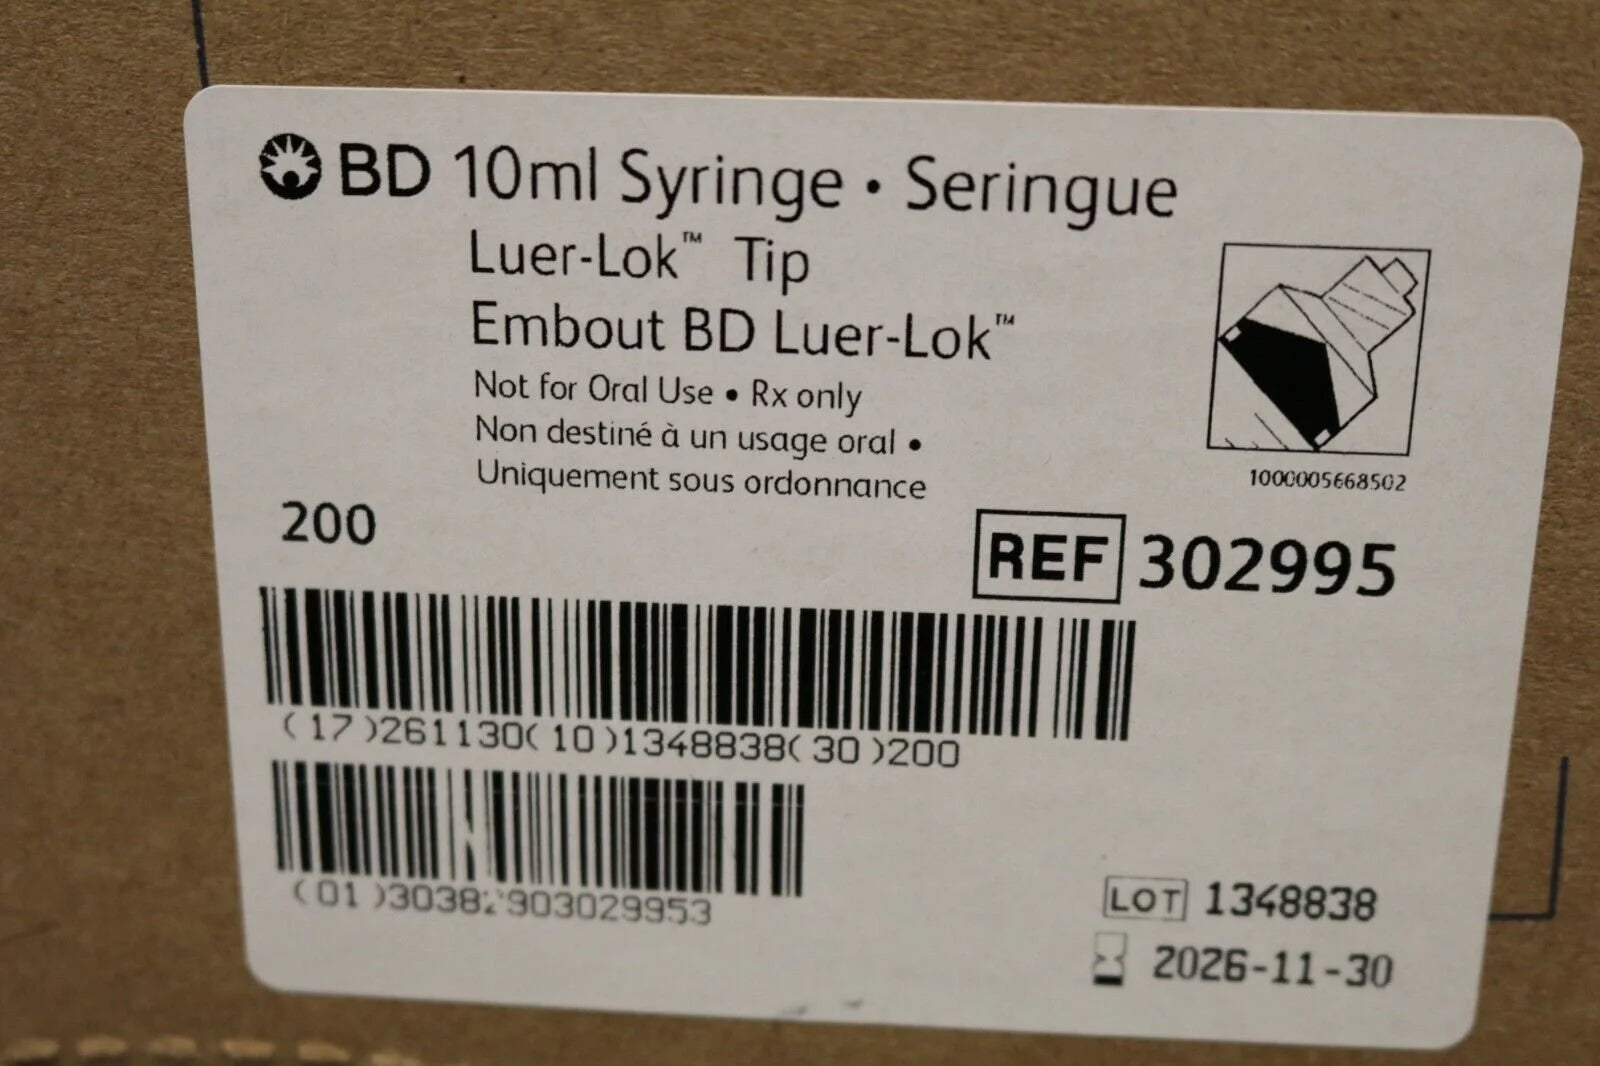 BD 10ml Syringe • Seringue
Luer-Lok™ Tip
Embout BD Luer-Lok™
Not for Oral Use • Rx only
Non destiné à un usage oral •
Uniquement sous ordonnance
1000005668502
200
REF 302995
(17)261130(10)1348838(30)200
(01)30382903029953
LOT 1348838
2026-11-30